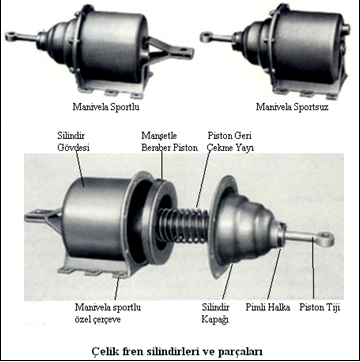 Manivela Sportlu
Manivela Sportsuz
Silindir
Gövdesi
Manşetle
Beraber Piston
Piston Geri
Çekme Yayı
Manivela sportlu
özel çerçeve
Silindir
Kapağı
Pimli Halka
Piston Tiji
Çelik fren silindirleri ve parçaları